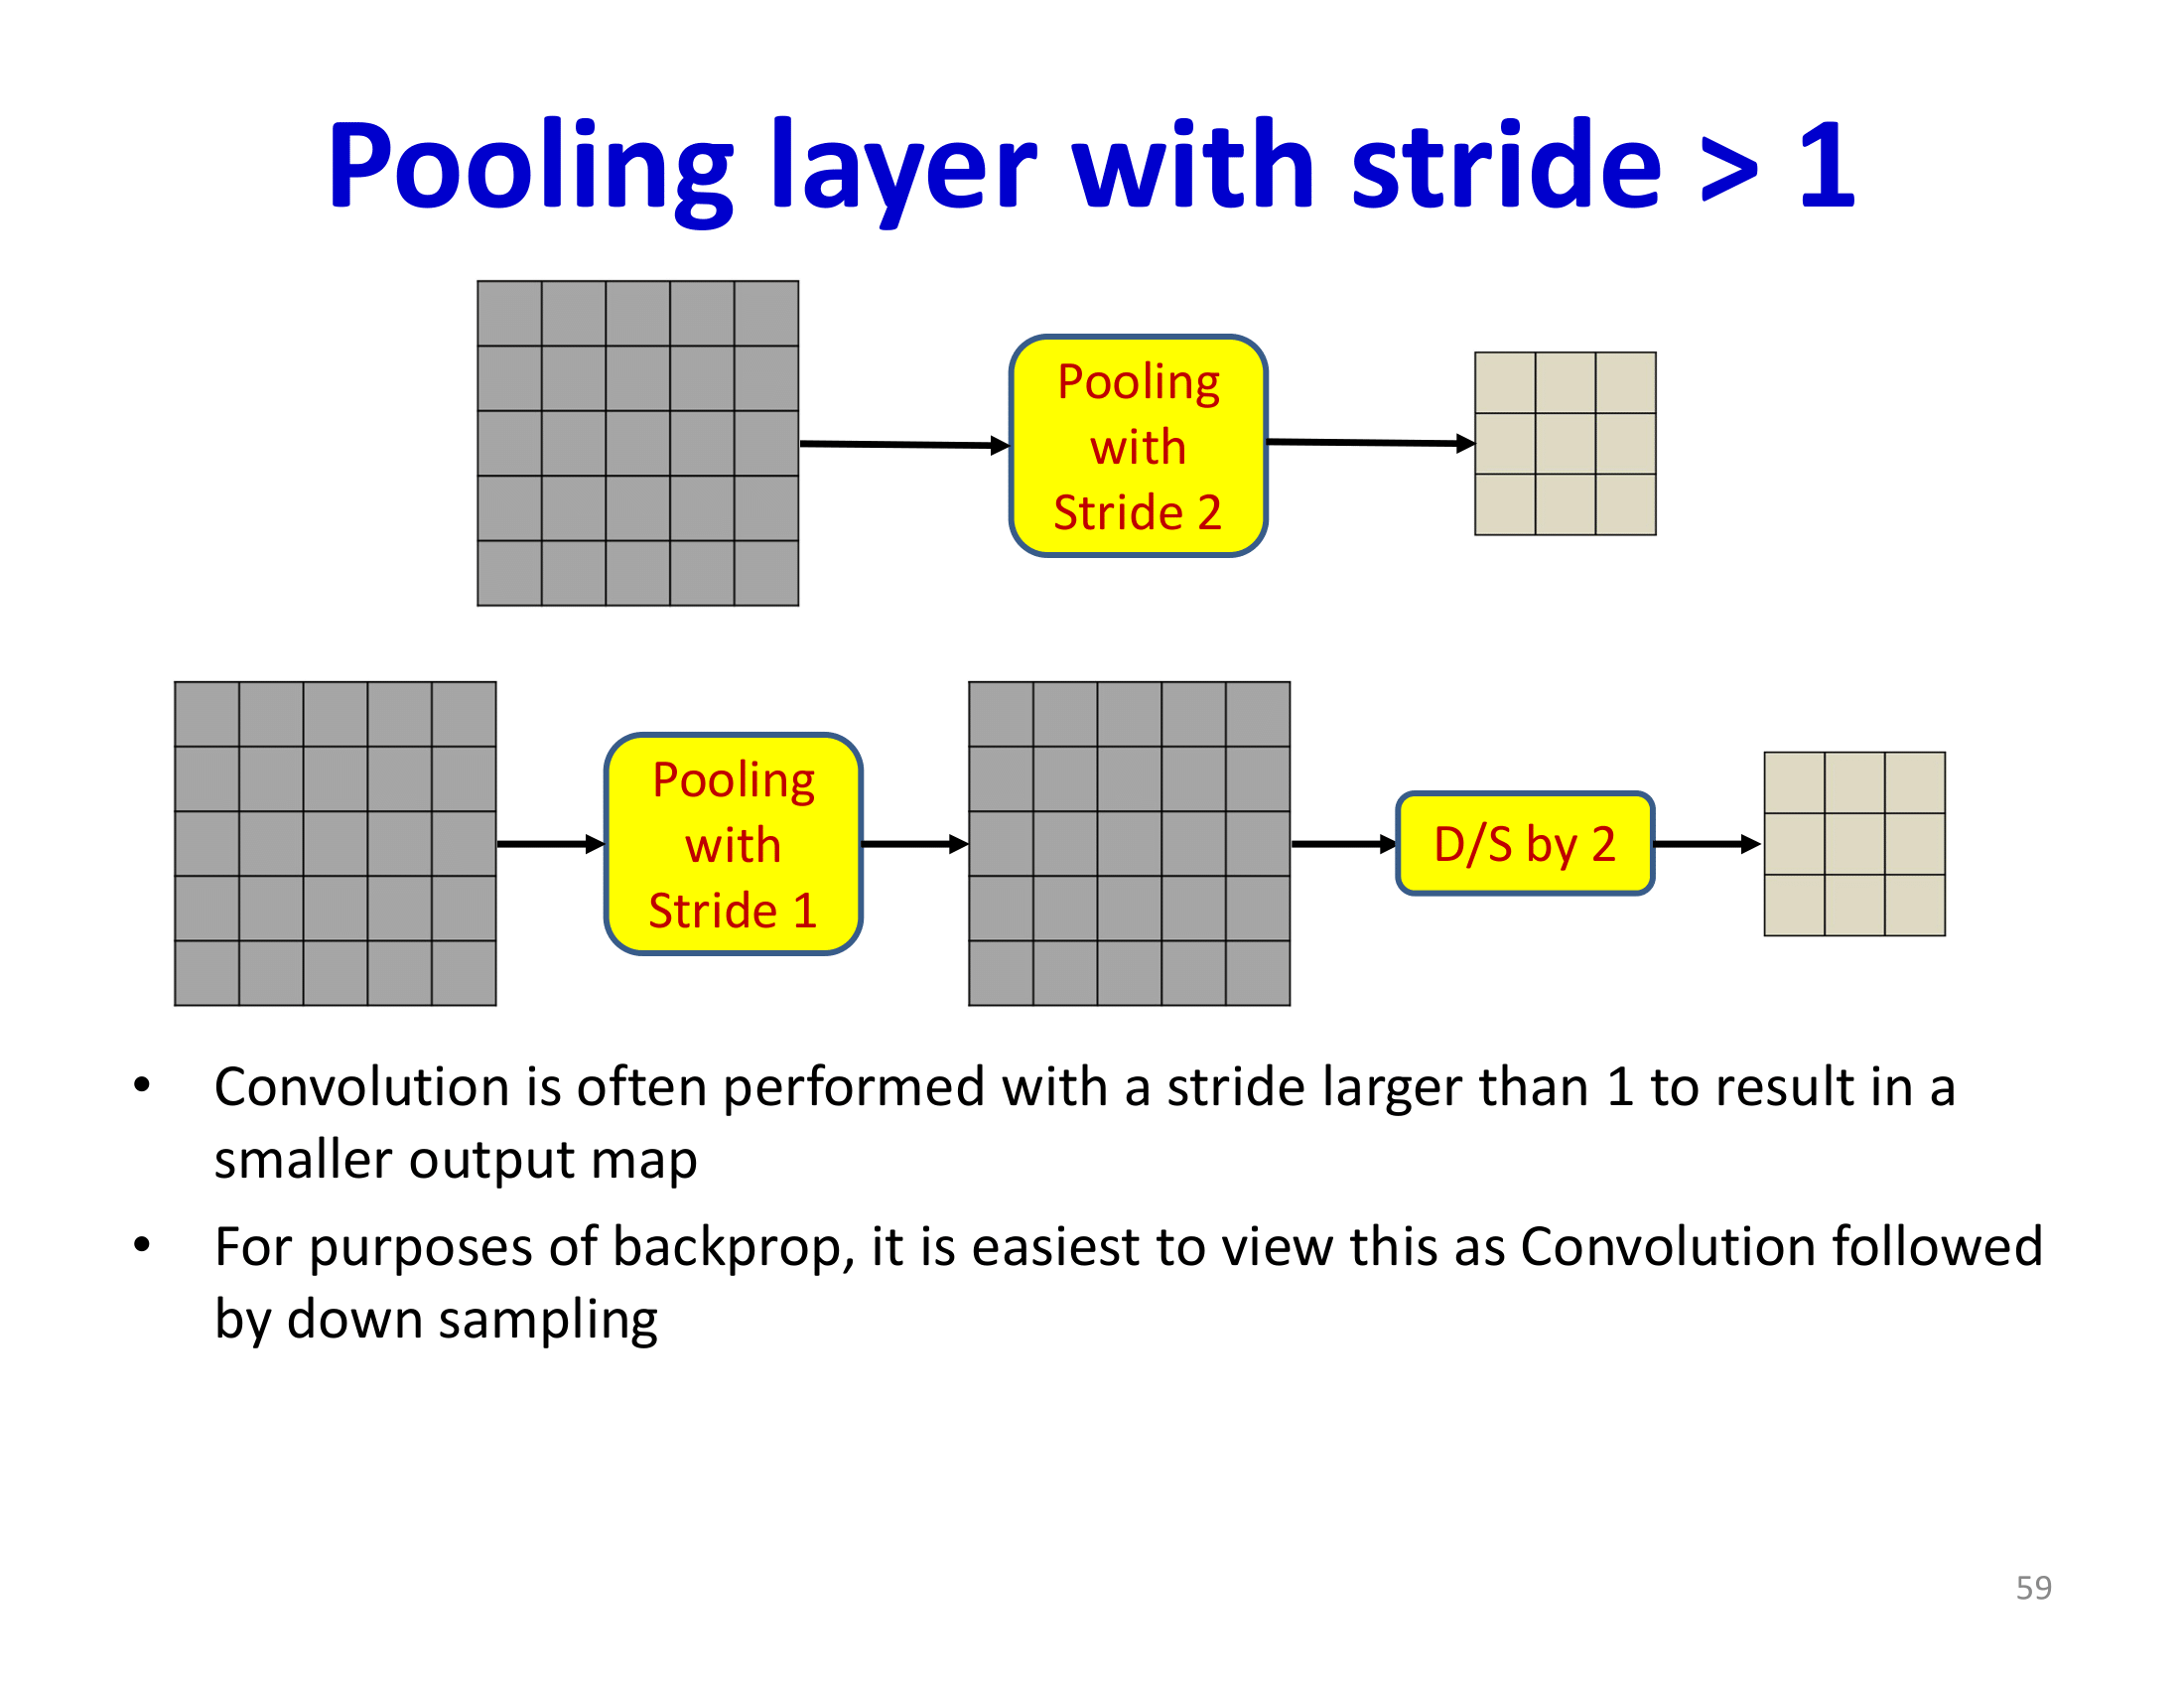 Pooling layer with stride > 1
Pooling
with
Stride 2
Pooling
with
Stride 1
D/S by 2
• Convolution is often performed with a stride larger than 1 to result in a
smaller output map
• For purposes of backprop, it is easiest to view this as Convolution followed
by down sampling
59